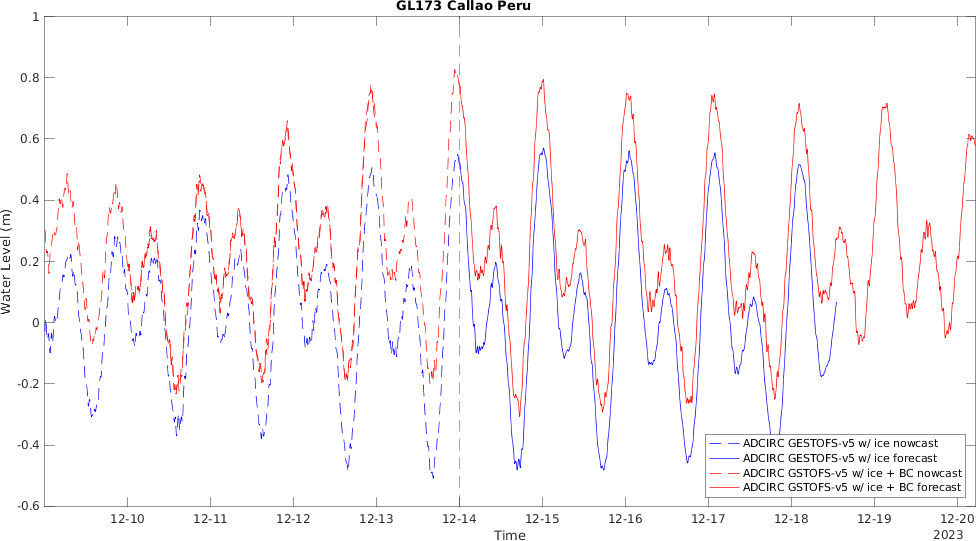 GL173 Callao Peru
1
0.8
0.6
0.4
0.2
0
-0.2
-0.4
-0.6
Water Level (m)
ADCIRC GESTOFS-v5 w/ ice nowcast
ADCIRC GESTOFS-v5 w/ ice forecast
ADCIRC GSTOFS-v5 w/ ice + BC nowcast
ADCIRC GSTOFS-v5 w/ ice + BC forecast
12-10 12-11 12-12 12-13 12-14 12-15 12-16 12-17 12-18 12-19 12-20
Time
2023